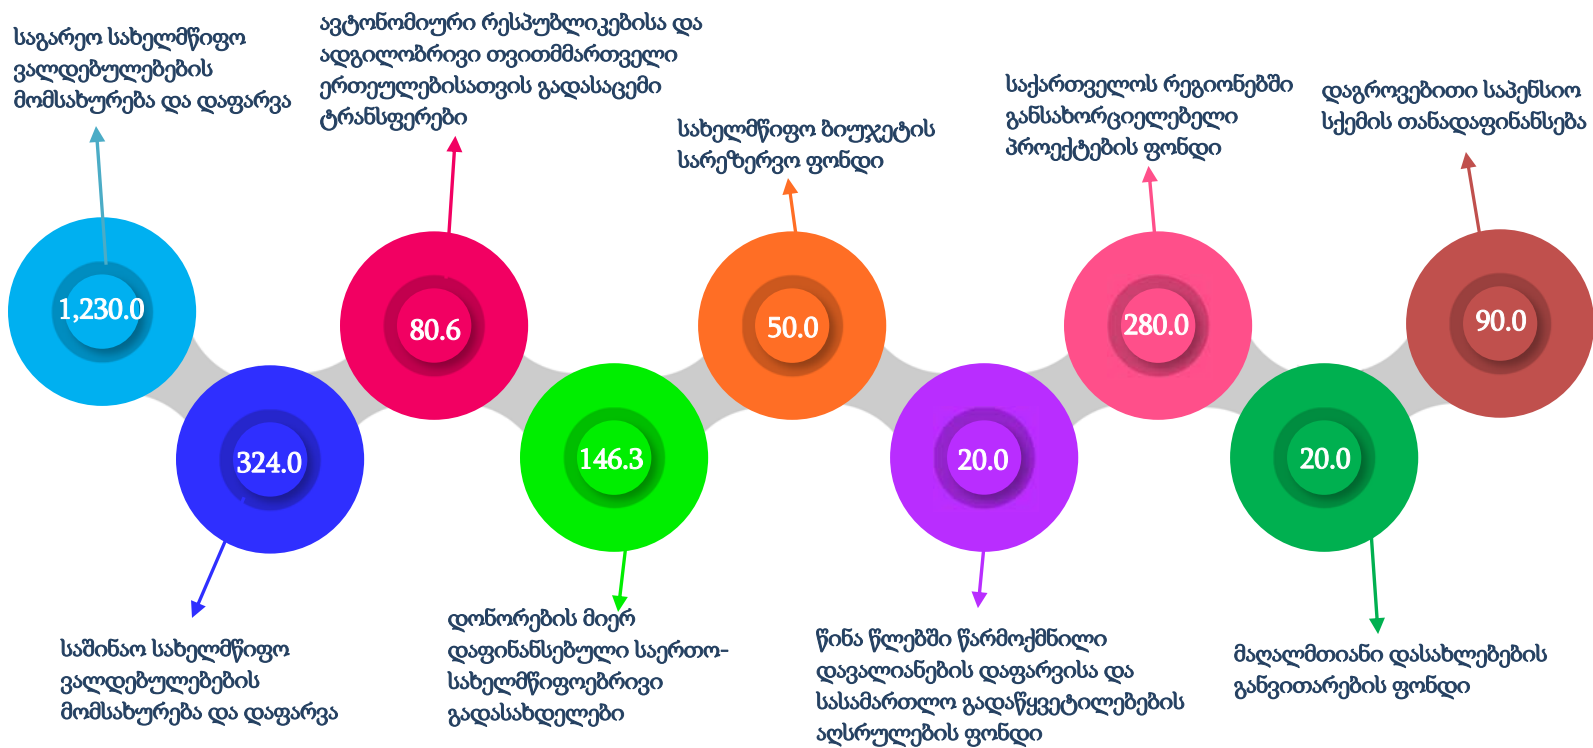 საგარეო სახელმწიფო
ვალდებულებების
მომსახურება და დაფარვა
ავტონომიური რესპუბლიკებისა და
ადგილობრივი თვითმმართველი
ერთეულებისათვის გადასაცემი
ტრანსფერები
სახელმწიფო ბიუჯეტის
სარეზერვო ფონდი
საქართველოს რეგიონებში
განსახორციელებელი
პროექტების ფონდი
დაგროვებითი საპენსიო
სქემის თანადაფინანსება
1,230.0
80.6
50.0
280.0
90.0
324.0
146.3
20.0
20.0
საშინაო სახელმწიფო
ვალდებულებების
მომსახურება და დაფარვა
დონორების მიერ
დაფინანსებული საერთო-
სახელმწიფოებრივი
გადასახდელები
წინა წლებში წარმოქმნილი
დავალიანების დაფარვისა და
სასამართლო გადაწყვეტილებების
აღსრულების ფონდი
მაღალმთიანი დასახლებების
განვითარების ფონდი